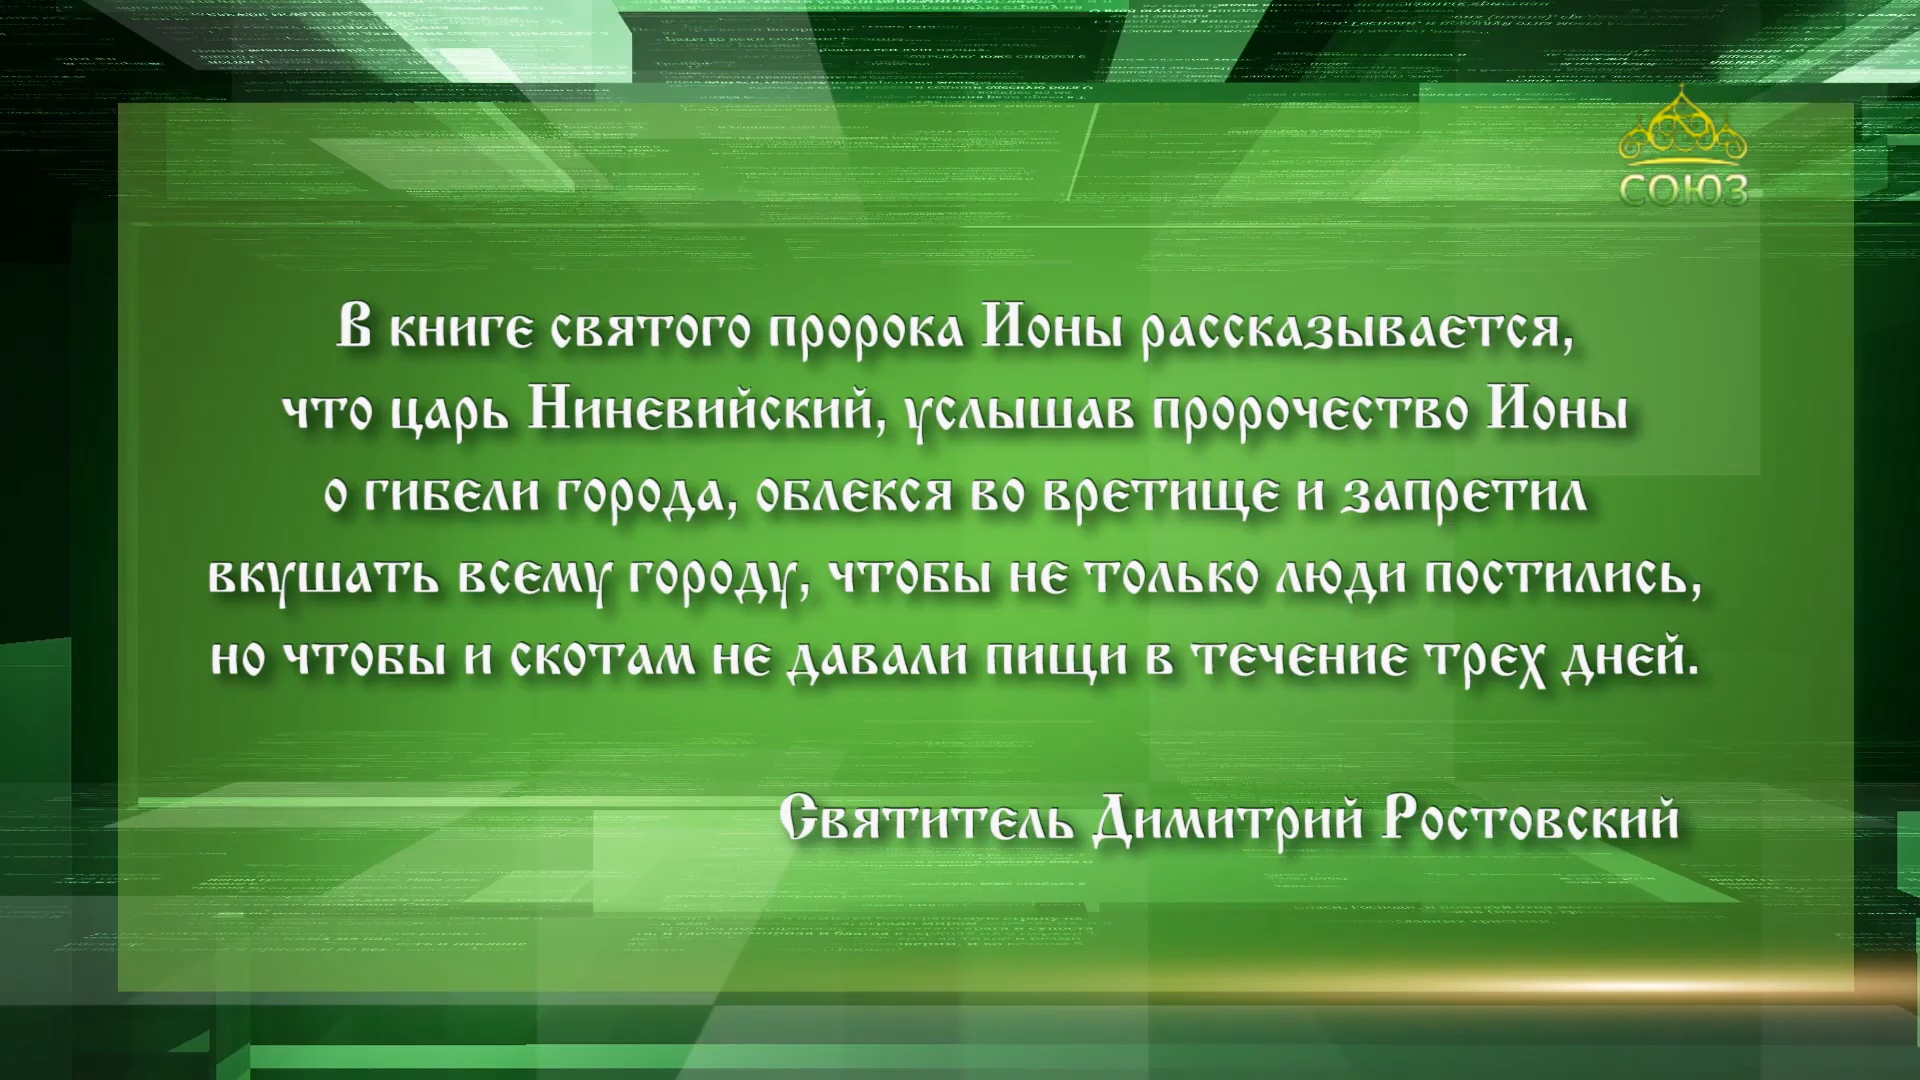 СОЮЗ
В книге святого пророка Ионы рассказывается,
что царь Ниневийский, услышав пророчество Ионы
о гибели города, облекся во вретище и запретил
вкушать всему городу, чтобы не только люди постились,
но чтобы и скотам не давали пищи в течение трех дней.
Святитель Димитрий Ростовский